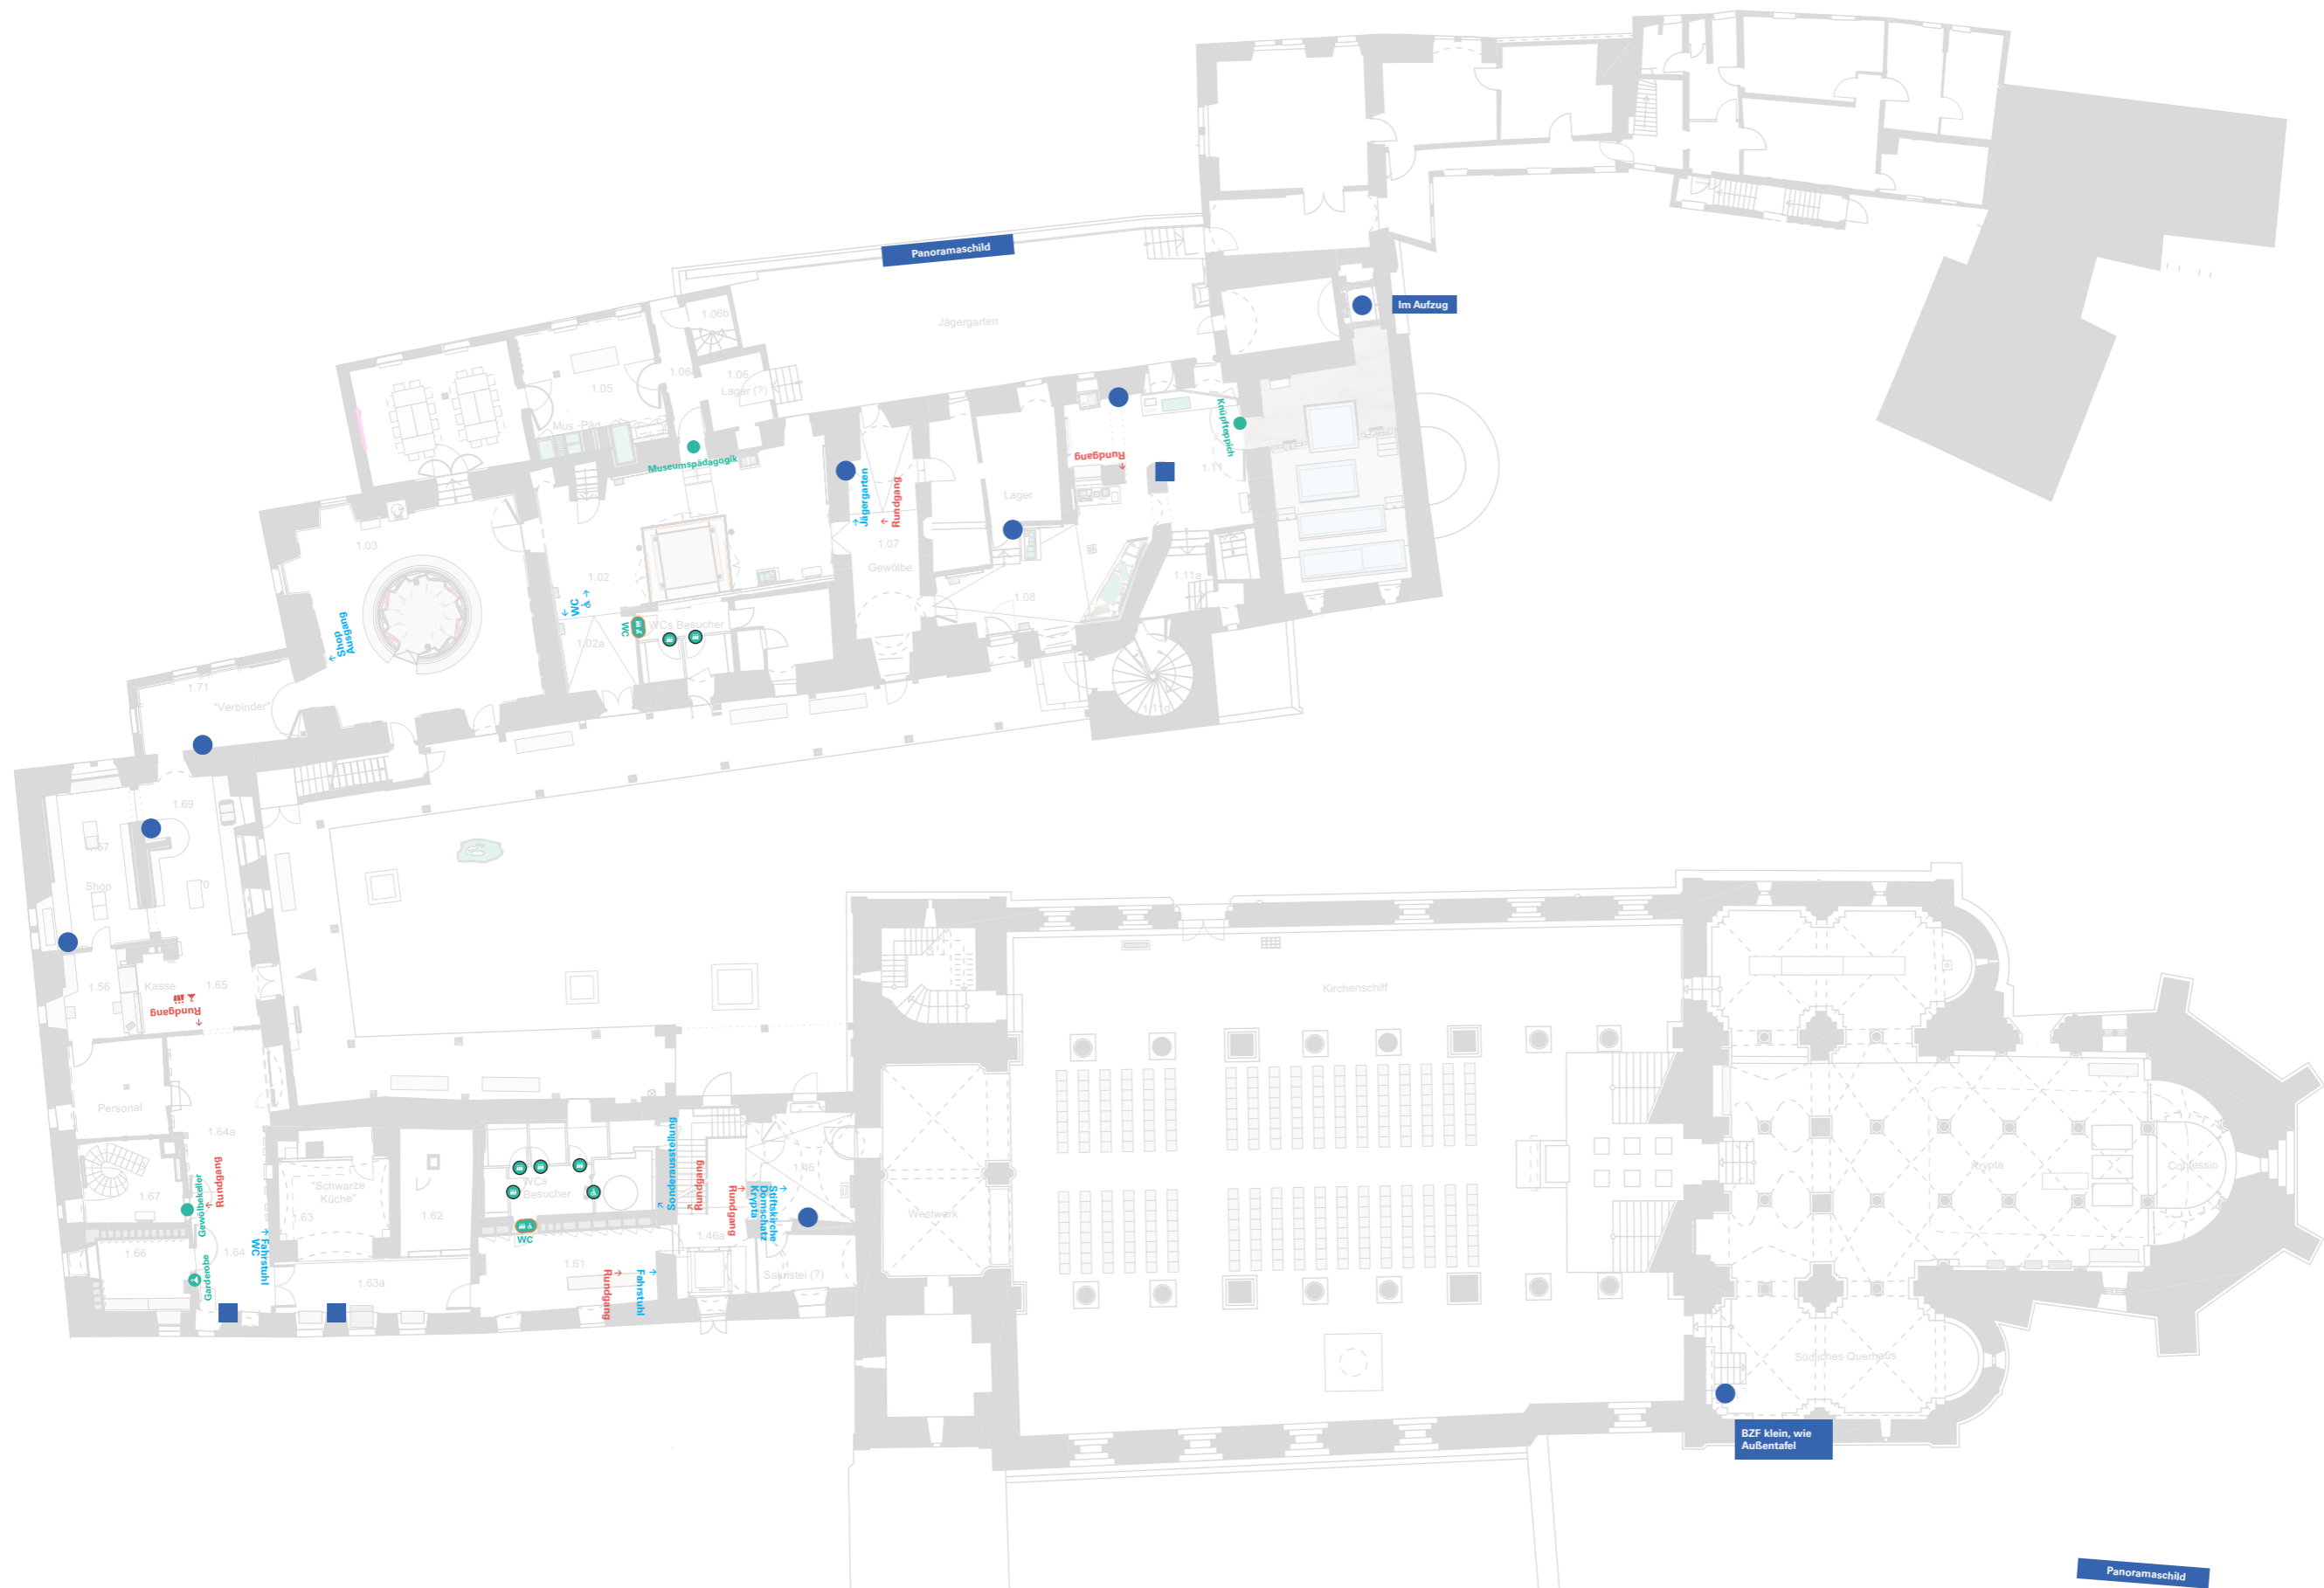 Panoramaschild
Im Aufzug
1.06b
Jägergarten
1.06
Lager (?)
1.05
Mus.-Päd.
Museumspädagogik
Knüpfteppich
Rundgang
1.11
Jägergarten
Rundgang
Lager
1.03
1.02
1.07
Gewölbe
WC
WC
WCs Besucher
1.02a
1.08
1.11a
Ausgang
Shop
1.71
"Verbinder"
1.69
Shop
1.56
Kasse
1.65
Rundgang
Kirchenschiff
Personal
1.64a
Rundgang
Gewölbekeller
1.67
"Schwarze
Küche"
1.63
1.62
WCs
Besucher
WC
Sonderausstellung
Rundgang
1.46
Rundgang
Stiftskirche
Domschatz
Krypta
1.46a
Sakristei (?)
Westwerk
Krypta
Confessio
1.66
Garderobe
1.64
Fahrstuhl
WC
1.63a
1.61
Rundgang
Fahrstuhl
Südliches Querhaus
BZF klein, wie
Außentafel
Panoramaschild